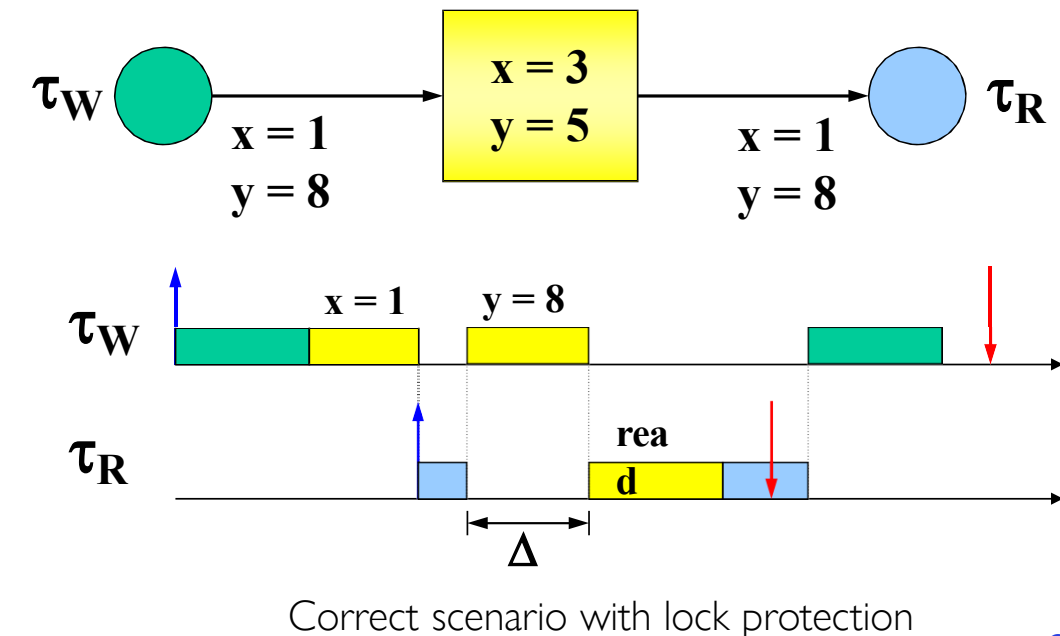 τW
x = 1
y = 8
x = 3
y = 5
x = 1
y = 8
τR
τW
x = 1
y = 8
τR
rea
d
Δ
Correct scenario with lock protection